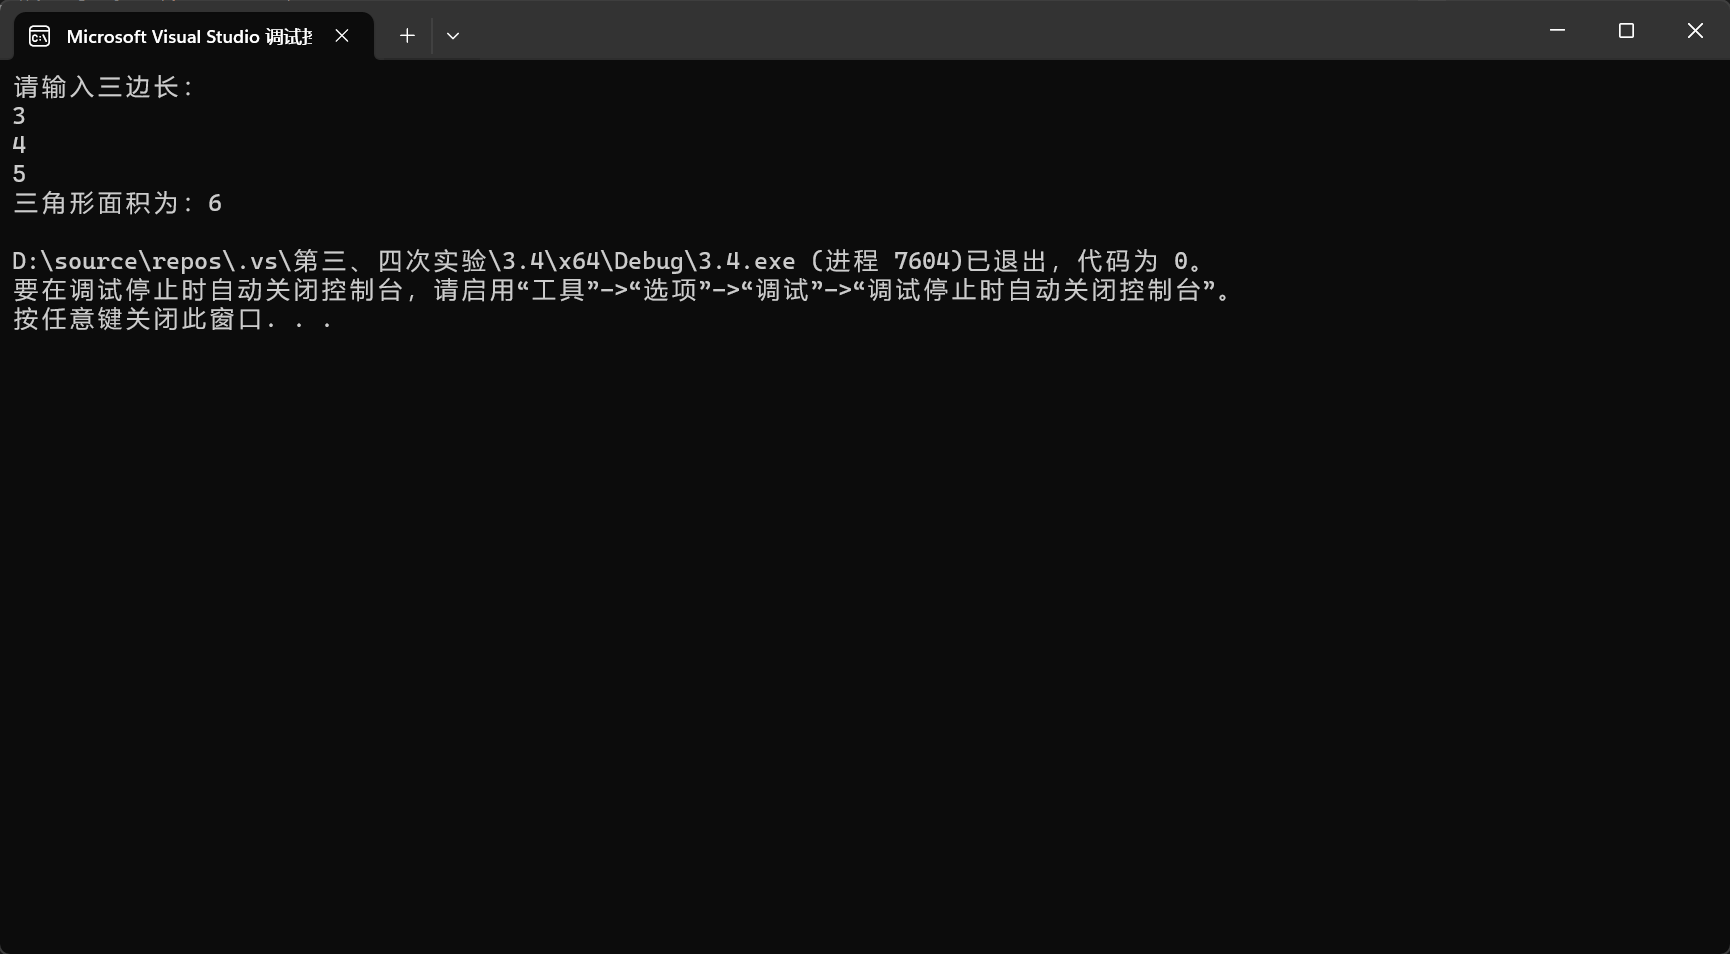 Microsoft Visual Studio 调试
请输入三边长：
3
4
5
三角形面积为：6
D:\source\repos\.vs\第三、四次实验\3.4\x64\Debug\3.4.exe (进程 7604)已退出，代码为 0。
要在调试停止时自动关闭控制台，请启用“工具”->“选项”->“调试”->“调试停止时自动关闭控制台”。
按任意键关闭此窗口. . .